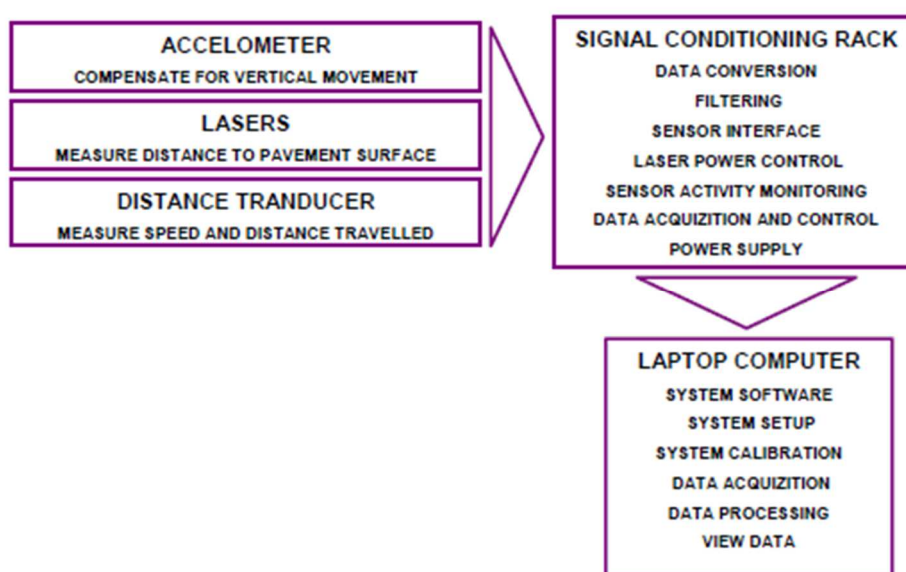 ACCELOMETER
COMPENSATE FOR VERTICAL MOVEMENT
LASERS
MEASURE DISTANCE TO PAVEMENT SURFACE
DISTANCE TRANDUCER
MEASURE SPEED AND DISTANCE TRAVELLED
SIGNAL CONDITIONING RACK
DATA CONVERSION
FILTERING
SENSOR INTERFACE
LASER POWER CONTROL
SENSOR ACTIVITY MONITORING
DATA ACQUIZITION AND CONTROL
POWER SUPPLY
LAPTOP COMPUTER
SYSTEM SOFTWARE
SYSTEM SETUP
SYSTEM CALIBRATION
DATA ACQUIZITION
DATA PROCESSING
VIEW DATA